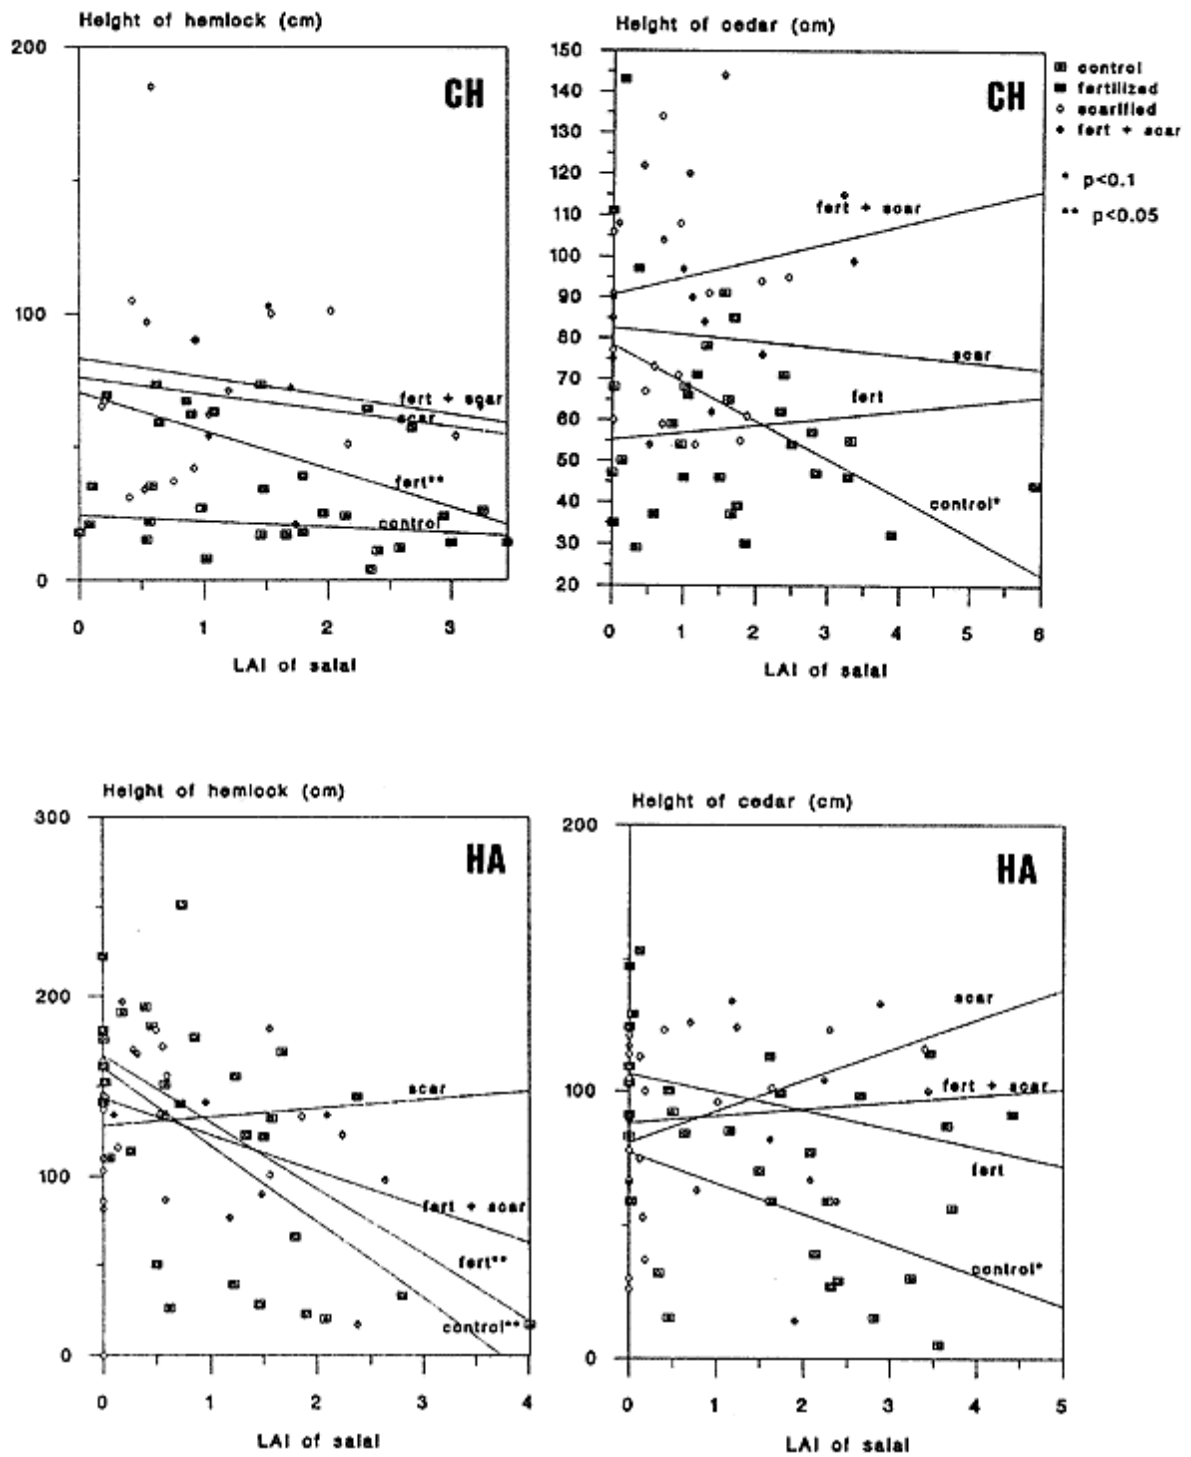 Height of hemlock (cm)
200
100
0
CH
fert + scar
scar
fert**
control
0 1 2 3
LAI of salal
Height of cedar (cm)
150
140
130
120
110
100
90
80
70
60
50
40
30
20
CH
fert + scar
scar
fert
control*
0 1 2 3 4 5 6
LAI of salal
control
fertilized
scarified
fert + scar
* p<0.1
** p<0.05
Height of hemlock (cm)
300
200
100
0
HA
scar
fert + scar
fert**
control**
0 1 2 3 4
LAI of salal
Height of cedar (cm)
200
100
0
HA
scar
fert + scar
fert
control*
0 1 2 3 4 5
LAI of salal